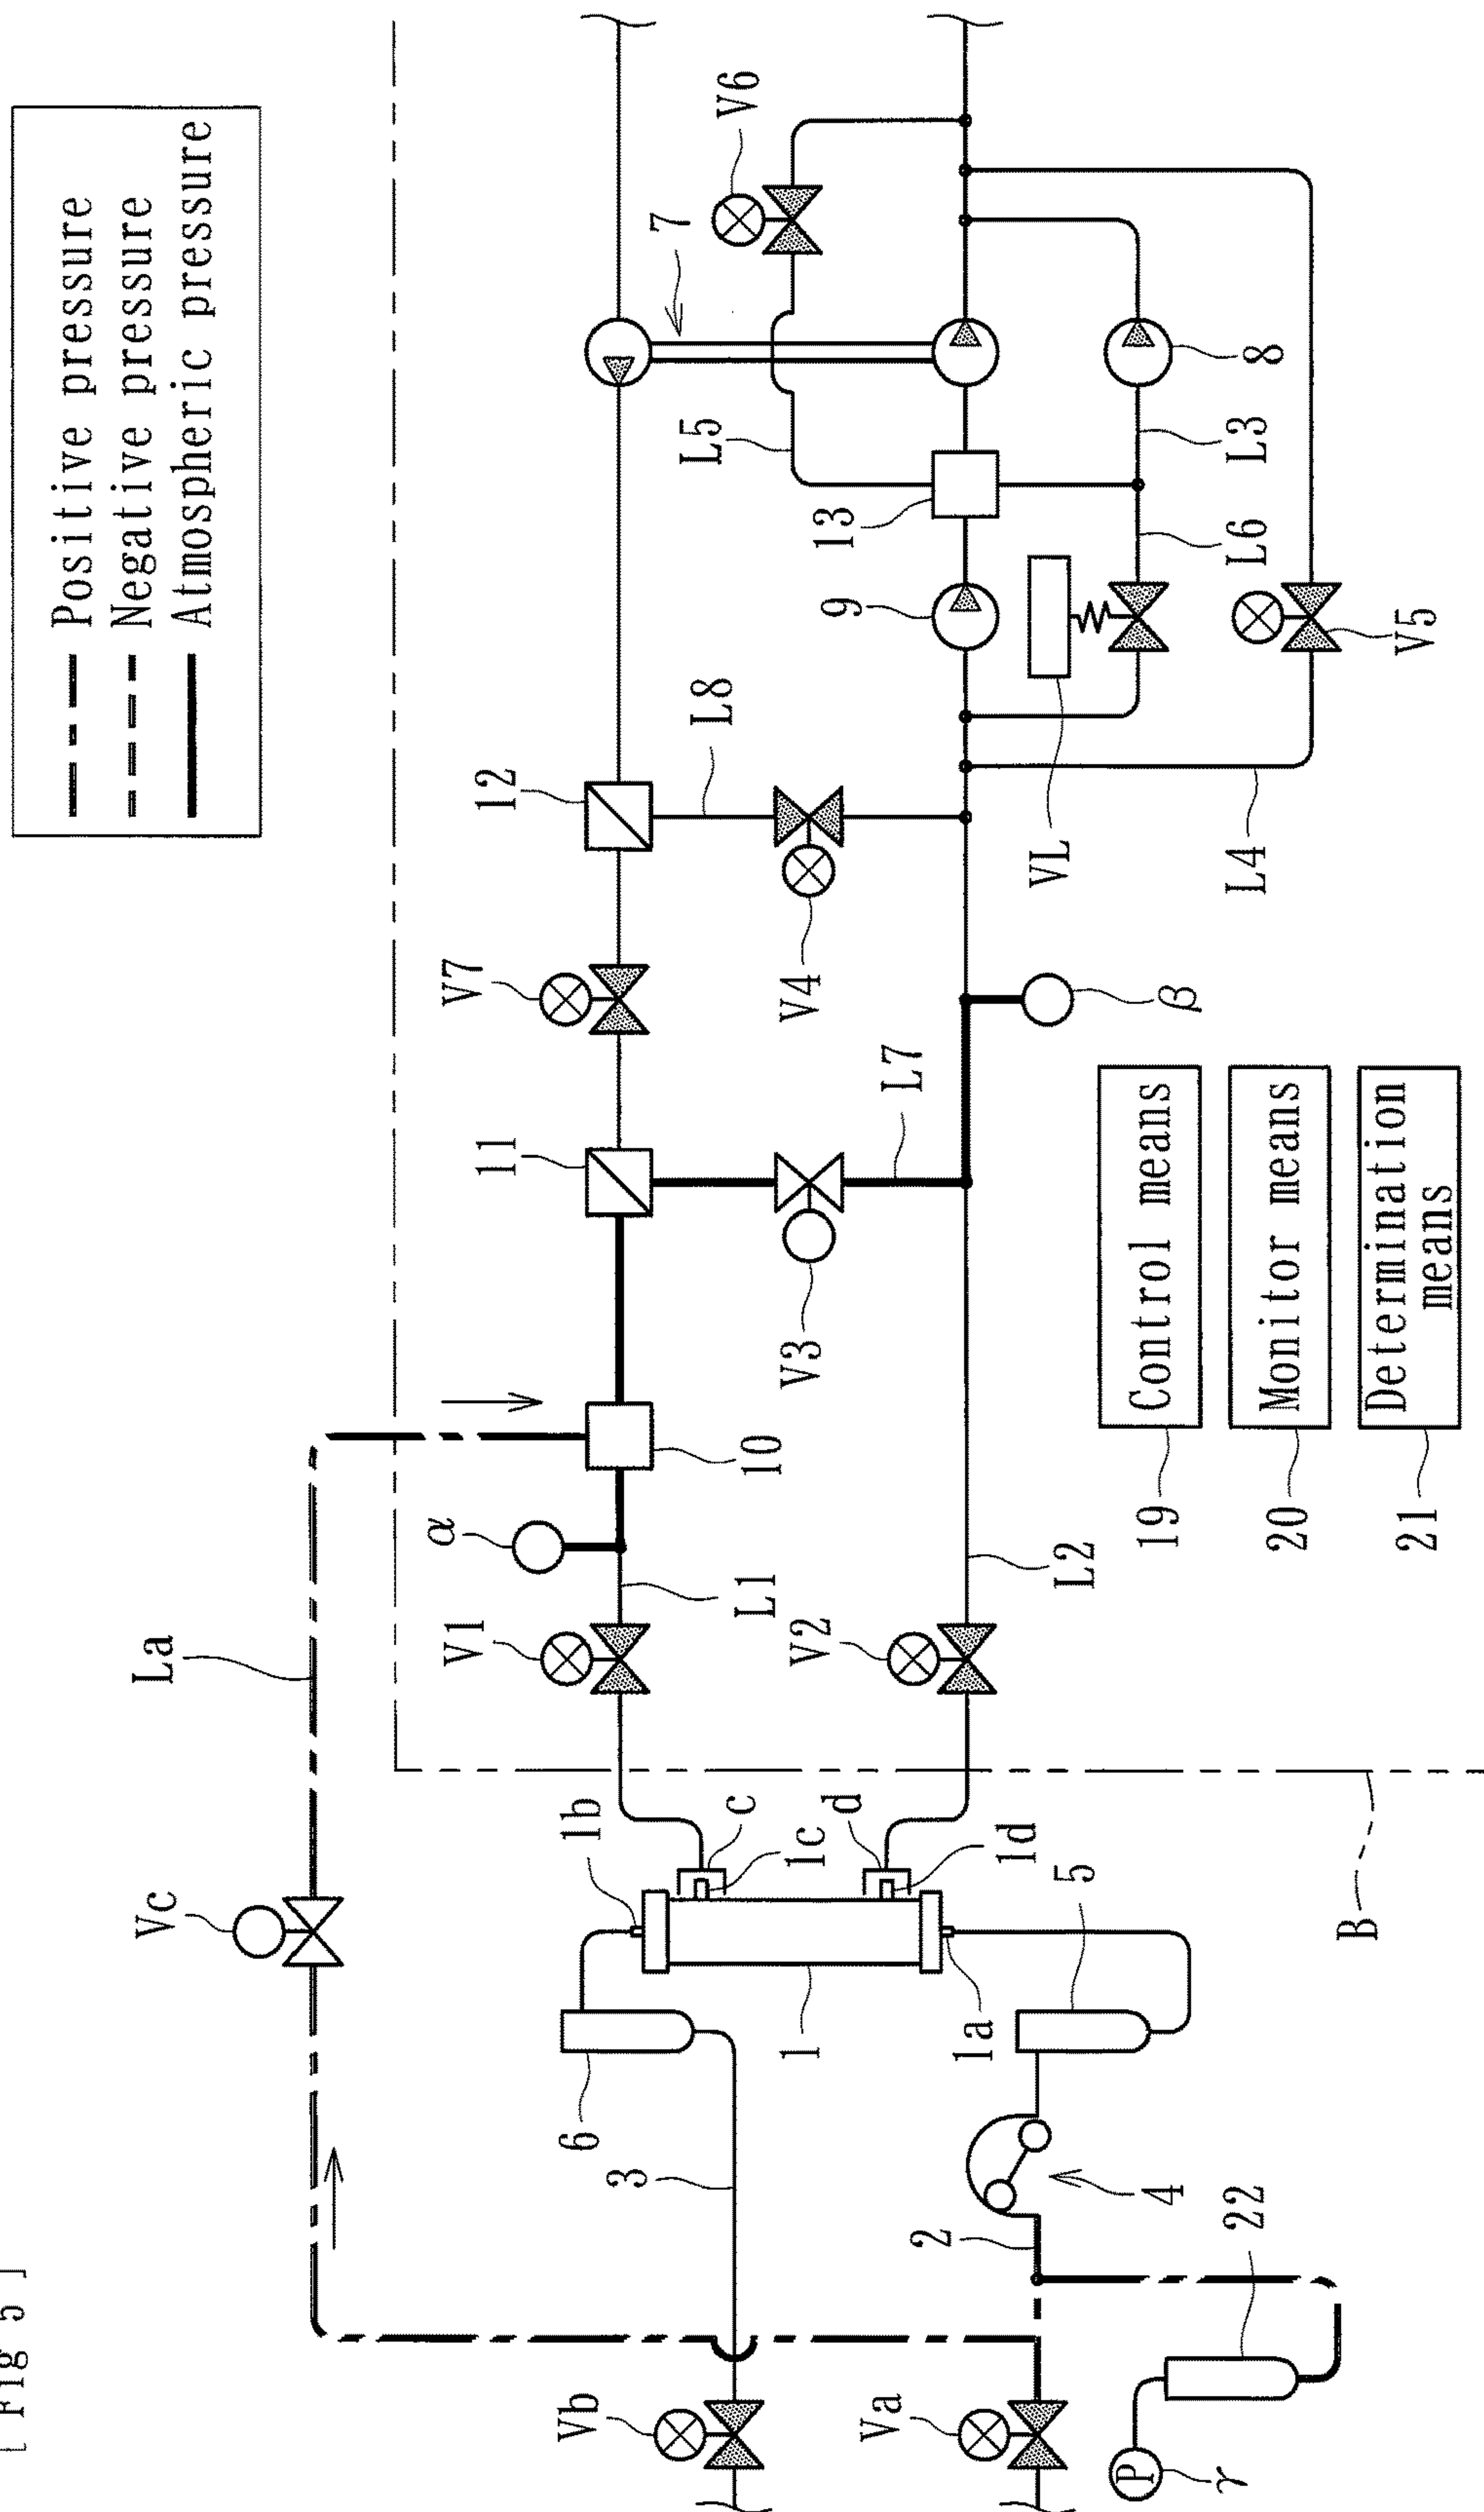 [ Fig 5 ]
Positive pressure
Negative pressure
Atmospheric pressure
La
Vc
V1
α
11
V7
12
V6
7
L5
L8
10
L1
V3
V4
L7
13
9
V2
L2
β
VL
L3
8
L6
L4
V5
1b
c
1c
d
1d
6
1
1a
5
3
4
2
22
Vb
Va
P
γ
B
19
Control means
20
Monitor means
21
Determination
means